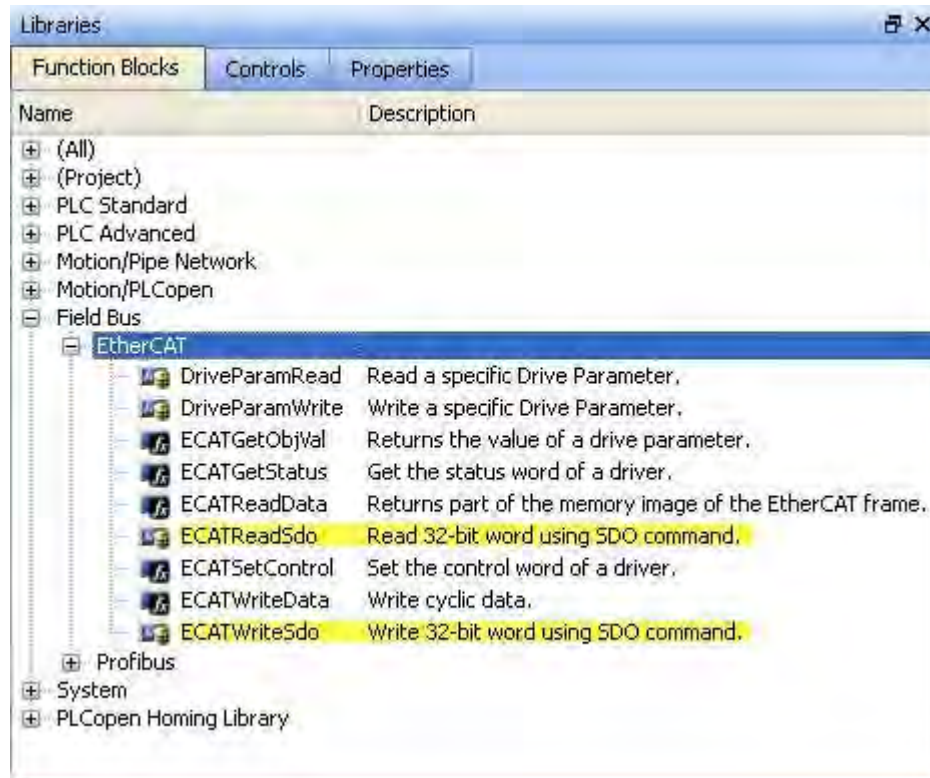 Libraries
Function Blocks Controls Properties
Name Description
(All)
(Project)
PLC Standard
PLC Advanced
Motion/Pipe Network
Motion/PLCopen
Field Bus
EtherCAT
DriveParamRead Read a specific Drive Parameter.
DriveParamWrite Write a specific Drive Parameter.
ECATGetObjVal Returns the value of a drive parameter.
ECATGetStatus Get the status word of a driver.
ECATReadData Returns part of the memory image of the EtherCAT frame.
ECATReadSdo Read 32-bit word using SDO command.
ECATSetControl Set the control word of a driver.
ECATWriteData Write cyclic data.
ECATWriteSdo Write 32-bit word using SDO command.
Profibus
System
PLCopen Homing Library